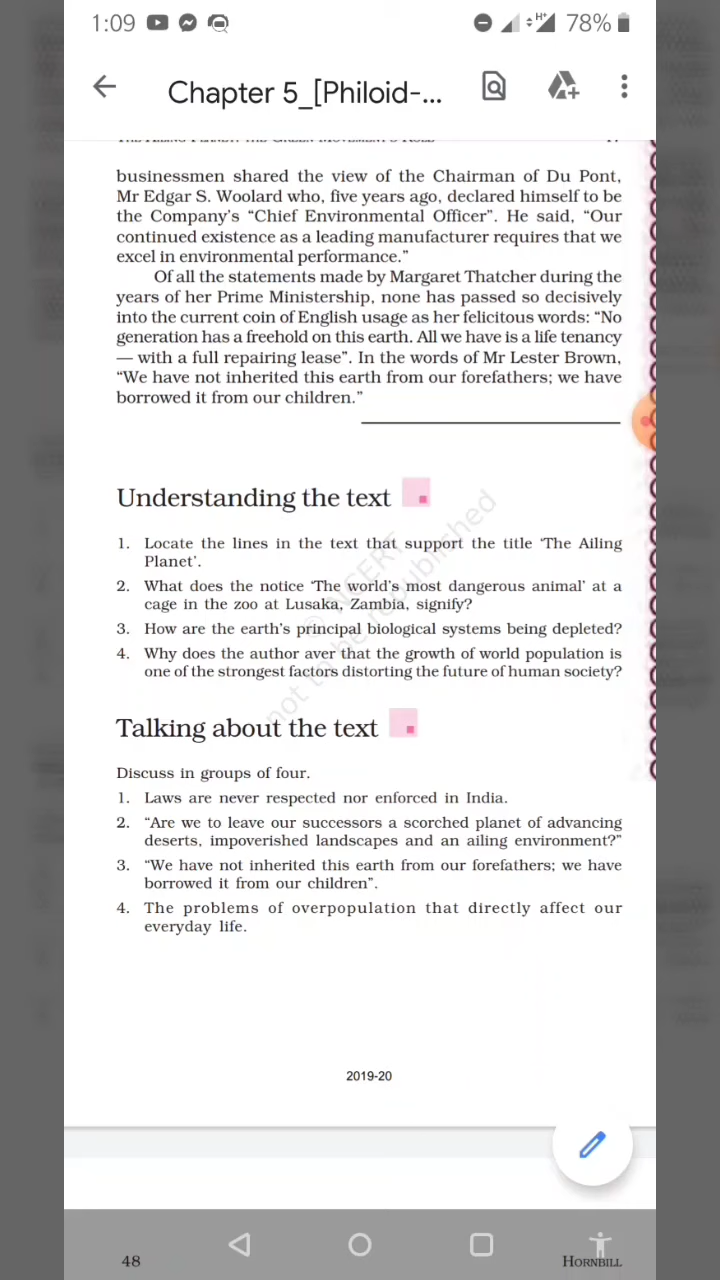 1:09 H+ 78%
Chapter 5_[Philoid-...
businessmen shared the view of the Chairman of Du Pont,
Mr Edgar S. Woolard who, five years ago, declared himself to be
the Company's “Chief Environmental Officer”. He said, “Our
continued existence as a leading manufacturer requires that we
excel in environmental performance.”
Of all the statements made by Margaret Thatcher during the
years of her Prime Ministership, none has passed so decisively
into the current coin of English usage as her felicitous words: “No
generation has a freehold on this earth. All we have is a life tenancy
— with a full repairing lease”. In the words of Mr Lester Brown,
“We have not inherited this earth from our forefathers; we have
borrowed it from our children.”
Understanding the text
1. Locate the lines in the text that support the title ‘The Ailing
Planet’.
2. What does the notice ‘The world’s most dangerous animal’ at a
cage in the zoo at Lusaka, Zambia, signify?
3. How are the earth’s principal biological systems being depleted?
4. Why does the author aver that the growth of world population is
one of the strongest factors distorting the future of human society?
© NCERT
not to be republished
Talking about the text
Discuss in groups of four.
1. Laws are never respected nor enforced in India.
2. “Are we to leave our successors a scorched planet of advancing
deserts, impoverished landscapes and an ailing environment?”
3. “We have not inherited this earth from our forefathers; we have
borrowed it from our children”.
4. The problems of overpopulation that directly affect our
everyday life.
2019-20
48 HORNBILL